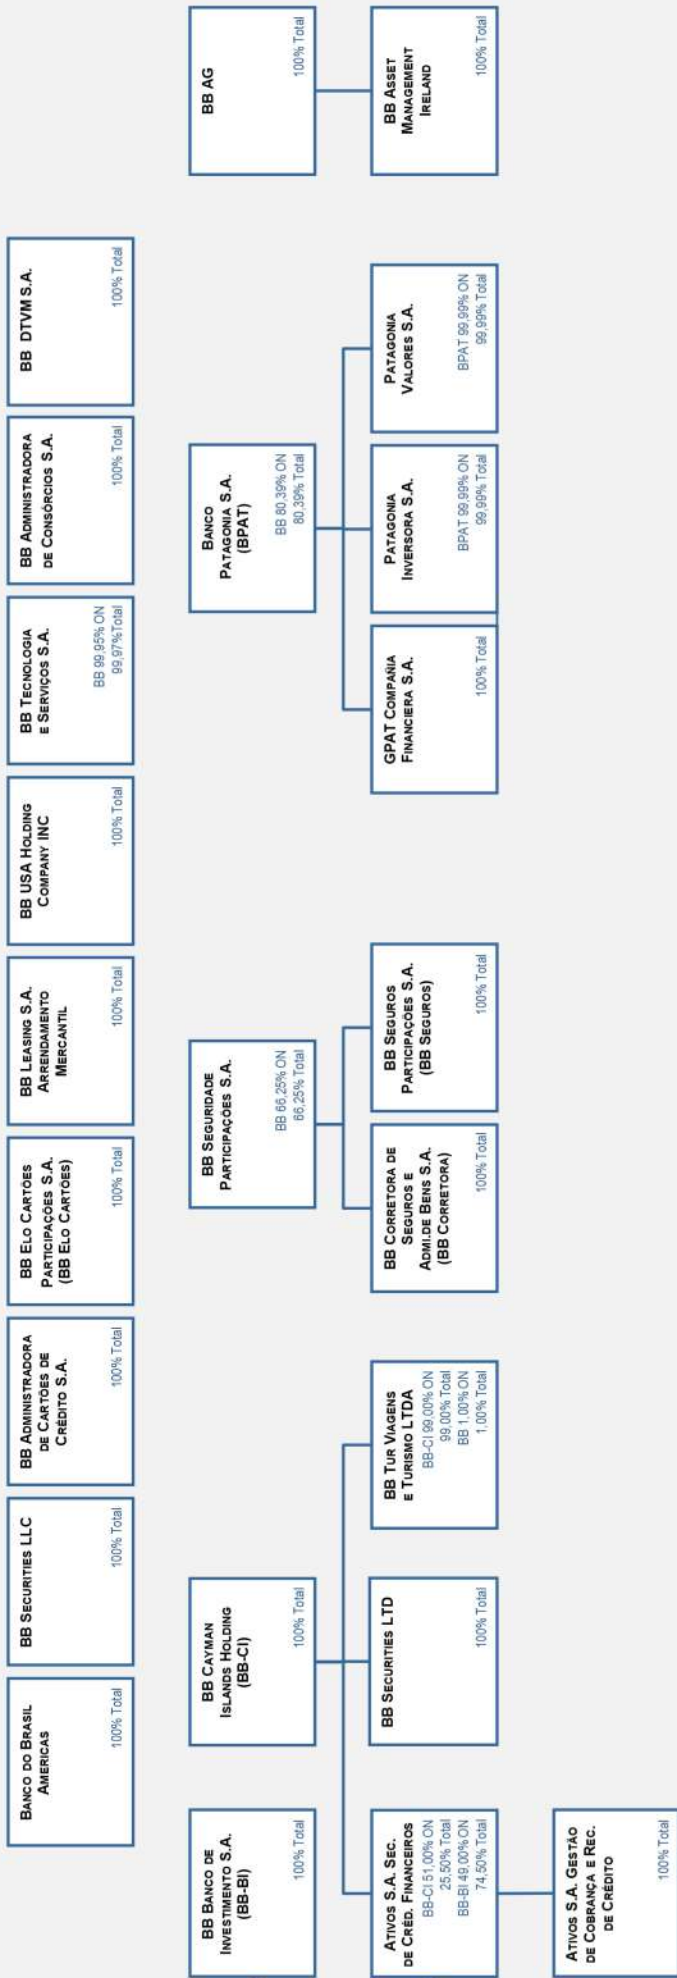 BANCO DO BRASIL
AMERICAS
100% Total
BB SECURITIES LLC
100% Total
BB ADMINISTRADORA
DE CARTÕES DE
CRÉDITO S.A.
100% Total
BB ELO CARTÕES
PARTICIPAÇÕES S.A.
(BB ELO CARTÕES)
100% Total
BB LEASING S.A.
ARRENDAMENTO
MERCANTIL
100% Total
BB USA HOLDING
COMPANY INC
100% Total
BB TECNOLOGIA
E SERVIÇOS S.A.
BB 99,95% ON
99,97%Total
BB ADMINISTRADORA
DE CONSÓRCIOS S.A.
100% Total
BB DTVM S.A.
100% Total
BB BANCO DE
INVESTIMENTO S.A.
(BB-BI)
100% Total
BB CAYMAN
ISLANDS HOLDING
(BB-CI)
100% Total
BB SEGURIDADE
PARTICIPAÇÕES S.A.
BB 66,25% ON
66,25% Total
BANCO
PATAGONIA S.A.
(BPAT)
BB 80,39% ON
80,39% Total
BB AG
100% Total
ATIVOS S.A. SEC.
DE CRÉD. FINANCEIROS
BB-CI 51,00% ON
25,50% Total
BB-BI 49,00% ON
74,50% Total
BB SECURITIES LTD
100% Total
BB TUR VIAGENS
E TURISMO LTDA
BB-CI 99,00% ON
99,00% Total
BB 1,00% ON
1,00% Total
BB CORRETORA DE
SEGUROS E
ADMI.DE BENS S.A.
(BB CORRETORA)
100% Total
BB SEGUROS
PARTICIPAÇÕES S.A.
(BB SEGUROS)
100% Total
GPAT COMPAÑIA
FINANCIERA S.A.
100% Total
PATAGONIA
INVERSORA S.A.
BPAT 99,99% ON
99,99% Total
PATAGONIA
VALORES S.A.
BPAT 99,99% ON
99,99% Total
BB ASSET
MANAGEMENT
IRELAND
100% Total
ATIVOS S.A. GESTÃO
DE COBRANÇA E REC.
DE CRÉDITO
100% Total